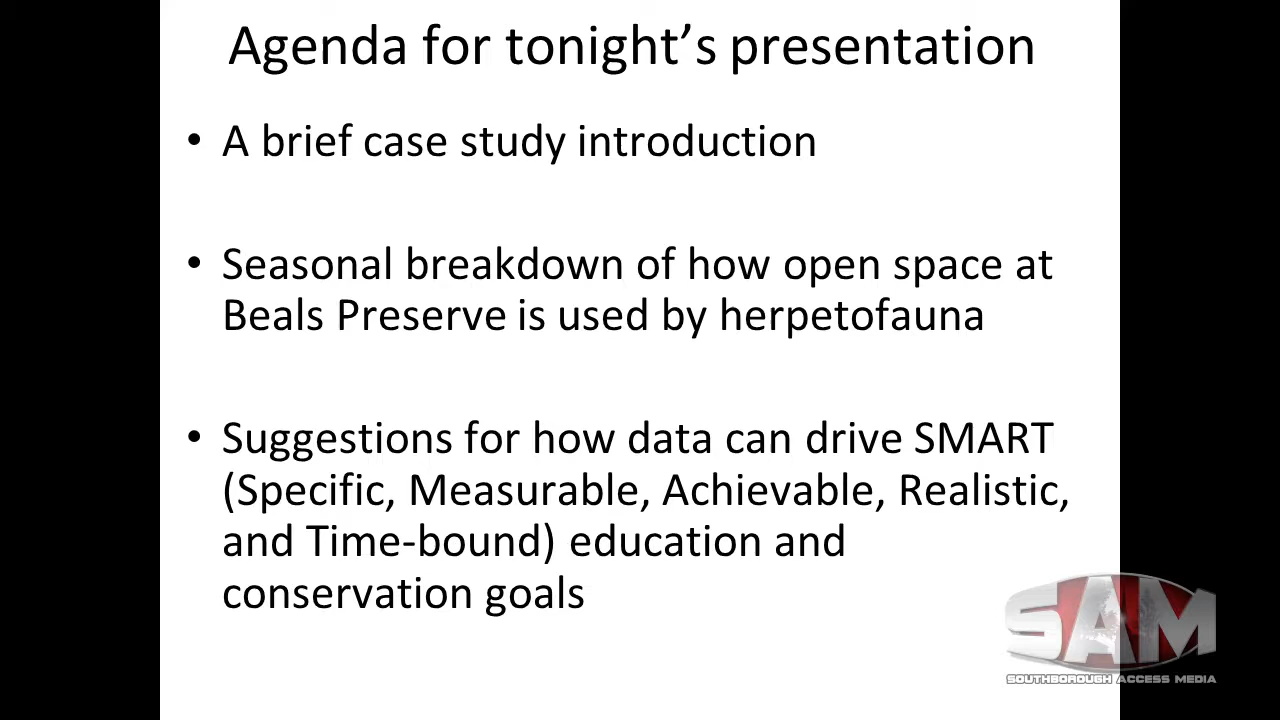 Agenda for tonight’s presentation
• A brief case study introduction
• Seasonal breakdown of how open space at
Beals Preserve is used by herpetofauna
• Suggestions for how data can drive SMART
(Specific, Measurable, Achievable, Realistic,
and Time-bound) education and
conservation goals
SAM
SOUTHBOROUGH ACCESS MEDIA